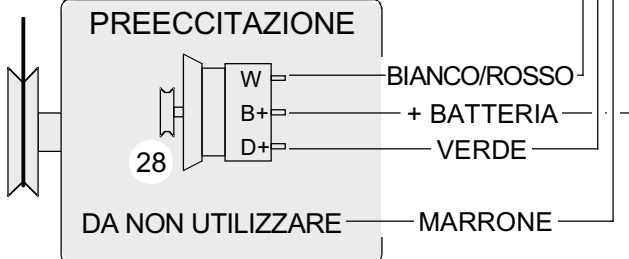 PREECCITAZIONE
W BIANCO/ROSSO
B+ + BATTERIA
D+ VERDE
28
DA NON UTILIZZARE MARRONE